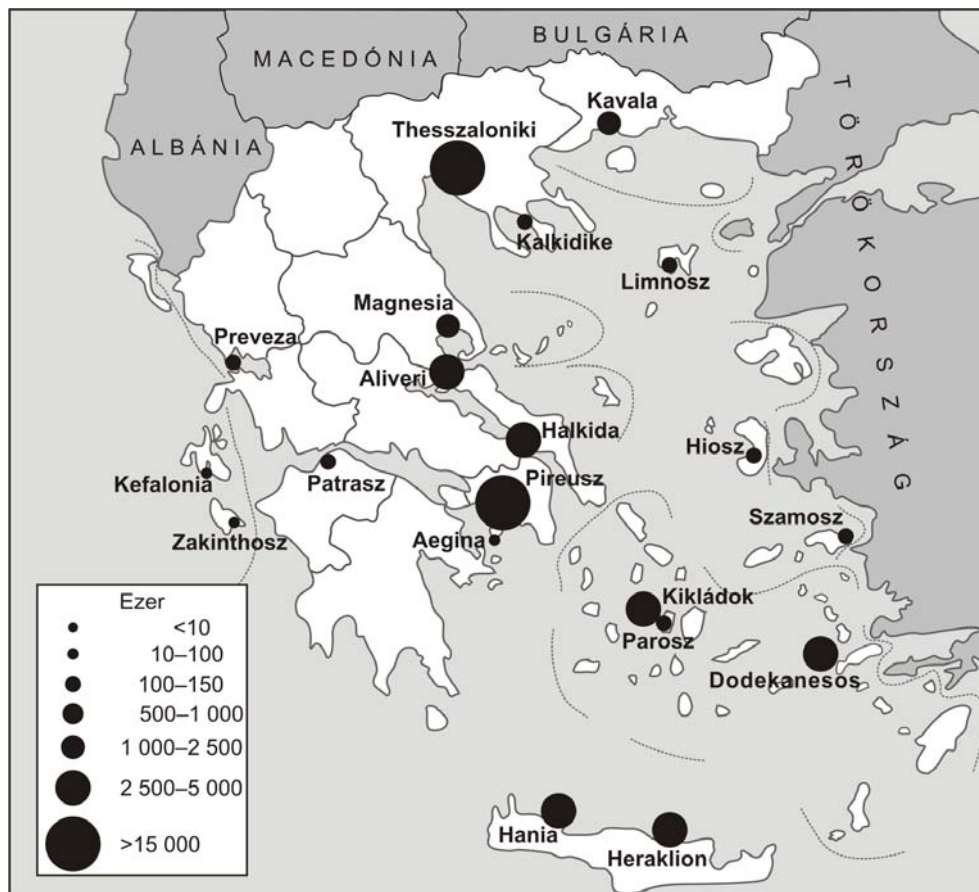 BULGÁRIA
MACEDÓNIA
ALBÁNIA
TÖRÖKORSZÁG
Kavala
Thesszaloniki
Kalkidike
Limnosz
Magnesia
Preveza
Aliveri
Halkida
Hiosz
Kefalonia
Patrasz
Pireusz
Zakinthosz
Aegina
Szamosz
Kikládok
Parosz
Dodekanesos
Hania
Heraklion
Ezer
<10
10–100
100–150
500–1 000
1 000–2 500
2 500–5 000
>15 000